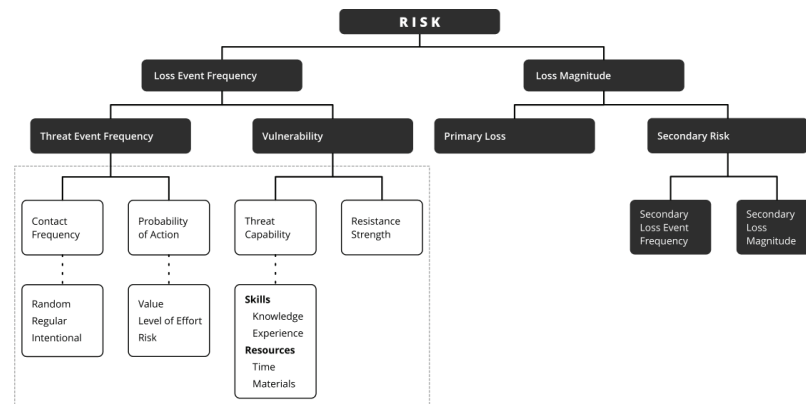 RISK
Loss Event Frequency
Loss Magnitude
Threat Event Frequency
Vulnerability
Primary Loss
Secondary Risk
Contact
Frequency
Probability
of Action
Threat
Capability
Resistance
Strength
Secondary
Loss Event
Frequency
Secondary
Loss
Magnitude
Random
Regular
Intentional
Value
Level of Effort
Risk
Skills
Knowledge
Experience
Resources
Time
Materials